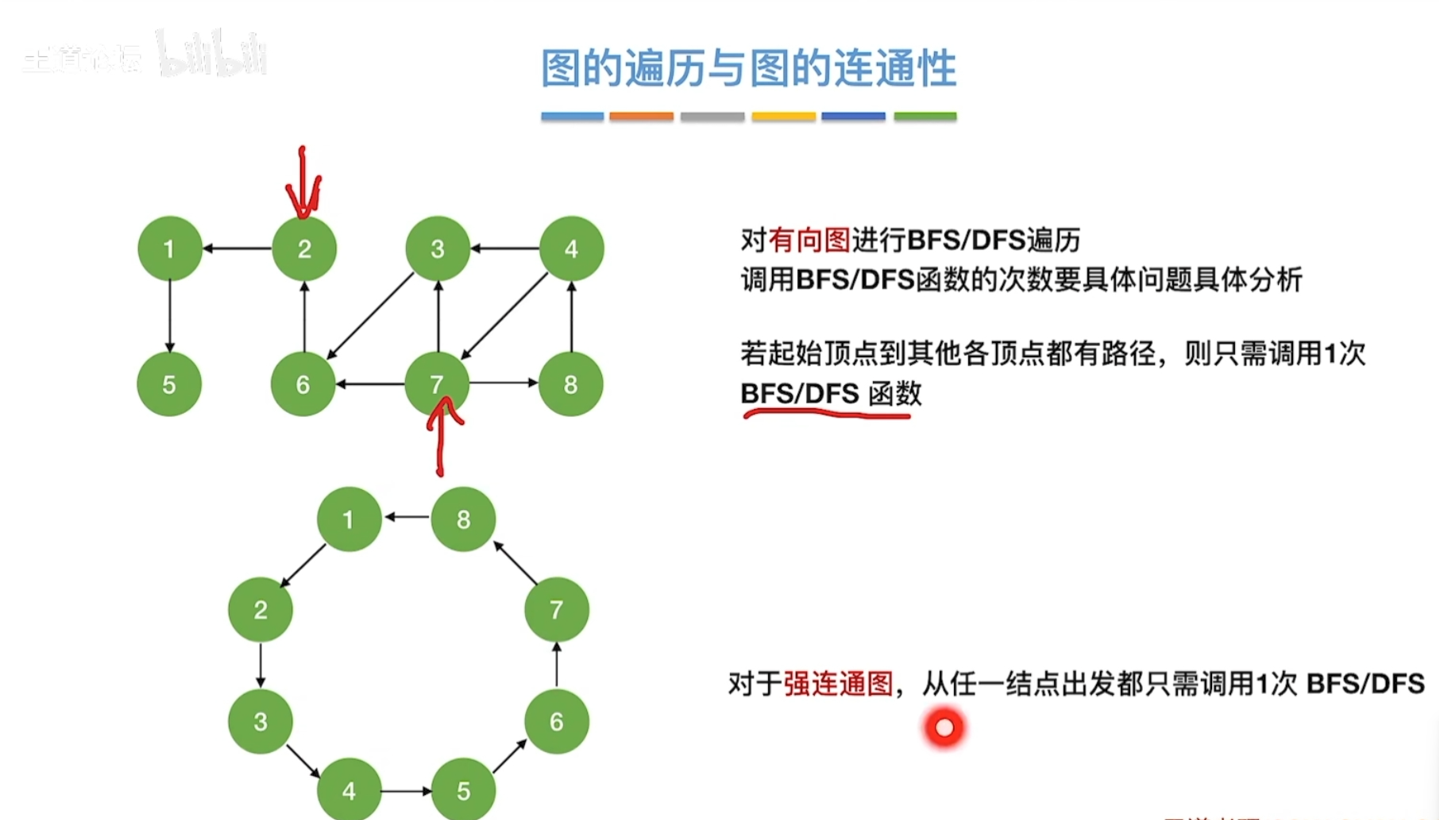 王道论坛 bilibili
图的遍历与图的连通性
1 2 3 4
5 6 7 8
对有向图进行BFS/DFS遍历
调用BFS/DFS函数的次数要具体问题具体分析
若起始顶点到其他各顶点都有路径，则只需调用1次
BFS/DFS 函数
1 8
2 7
3 6
4 5
对于强连通图，从任一结点出发都只需调用1次 BFS/DFS